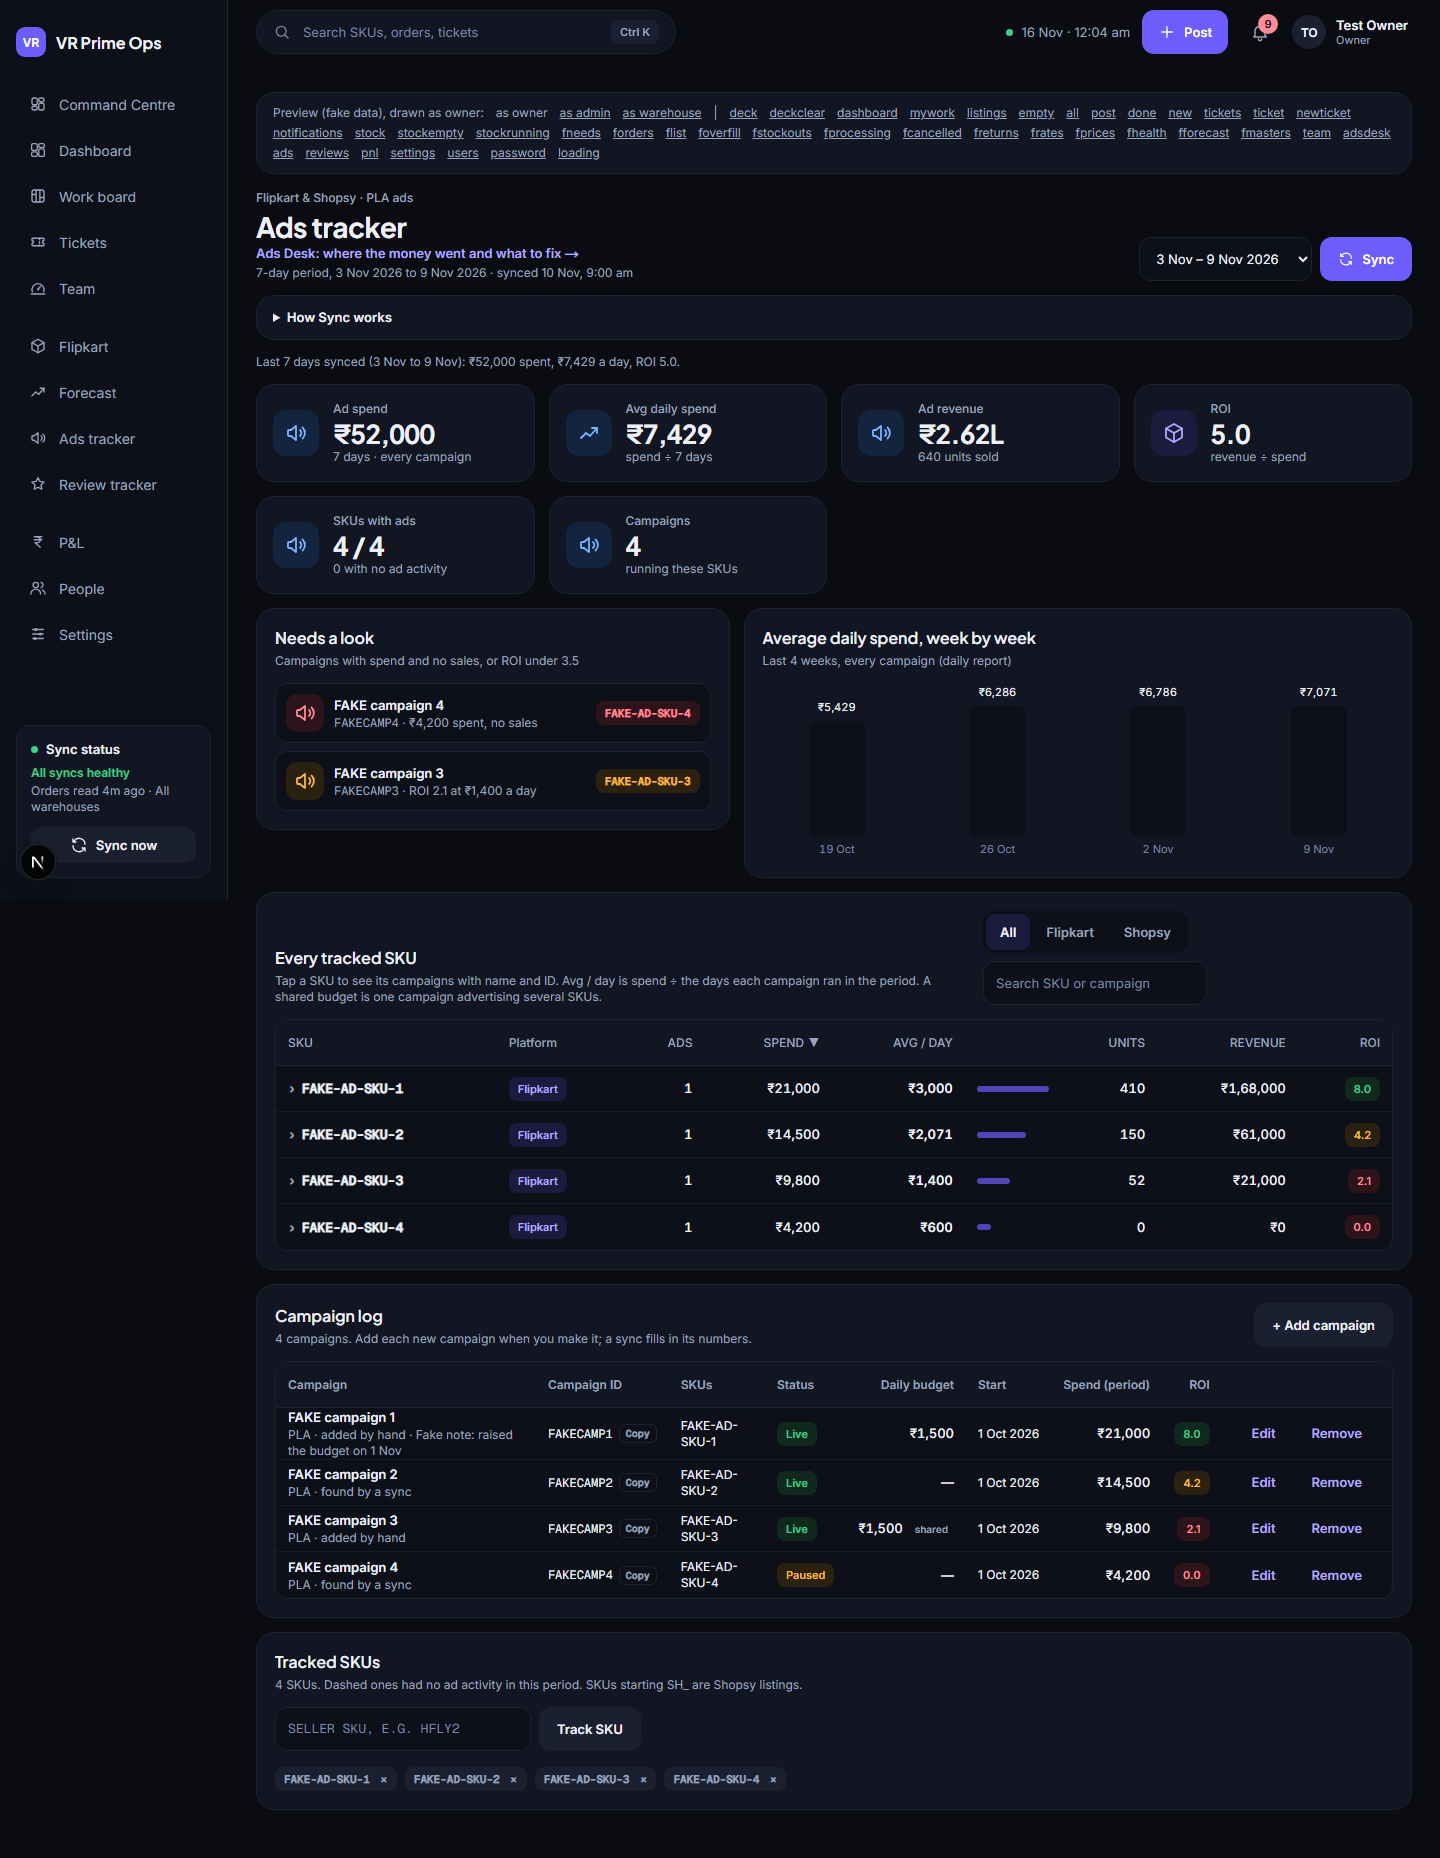 VR VR Prime Ops
Command Centre
Dashboard
Work board
Tickets
Team
Flipkart
Forecast
Ads tracker
Review tracker
₹ P&L
People
Settings
Sync status
All syncs healthy
Orders read 4m ago · All
warehouses
Sync now
N
Search SKUs, orders, tickets Ctrl K
16 Nov · 12:04 am
+ Post
9
TO
Test Owner
Owner
Preview (fake data), drawn as owner: as owner as admin as warehouse | deck deckclear dashboard mywork listings empty all post done new tickets ticket newticket
notifications stock stockempty stockrunning fneeds forders flist foverfill fstockouts fprocessing fcancelled freturns frates fprices fhealth fforecast fmasters team adsdesk
ads reviews pnl settings users password loading
Flipkart & Shopsy · PLA ads
Ads tracker
Ads Desk: where the money went and what to fix →
7-day period, 3 Nov 2026 to 9 Nov 2026 · synced 10 Nov, 9:00 am
3 Nov – 9 Nov 2026
Sync
▶ How Sync works
Last 7 days synced (3 Nov to 9 Nov): ₹52,000 spent, ₹7,429 a day, ROI 5.0.
Ad spend
₹52,000
7 days · every campaign
Avg daily spend
₹7,429
spend ÷ 7 days
Ad revenue
₹2.62L
640 units sold
ROI
5.0
revenue ÷ spend
SKUs with ads
4 / 4
0 with no ad activity
Campaigns
4
running these SKUs
Needs a look
Campaigns with spend and no sales, or ROI under 3.5
FAKE campaign 4
FAKECAMP4 · ₹4,200 spent, no sales
FAKE-AD-SKU-4
FAKE campaign 3
FAKECAMP3 · ROI 2.1 at ₹1,400 a day
FAKE-AD-SKU-3
Average daily spend, week by week
Last 4 weeks, every campaign (daily report)
₹5,429 ₹6,286 ₹6,786 ₹7,071
19 Oct 26 Oct 2 Nov 9 Nov
Every tracked SKU
Tap a SKU to see its campaigns with name and ID. Avg / day is spend ÷ the days each campaign ran in the period. A
shared budget is one campaign advertising several SKUs.
All Flipkart Shopsy
Search SKU or campaign
SKU Platform ADS SPEND ▼ AVG / DAY UNITS REVENUE ROI
› FAKE-AD-SKU-1 Flipkart 1 ₹21,000 ₹3,000 410 ₹1,68,000 8.0
› FAKE-AD-SKU-2 Flipkart 1 ₹14,500 ₹2,071 150 ₹61,000 4.2
› FAKE-AD-SKU-3 Flipkart 1 ₹9,800 ₹1,400 52 ₹21,000 2.1
› FAKE-AD-SKU-4 Flipkart 1 ₹4,200 ₹600 0 ₹0 0.0
Campaign log
4 campaigns. Add each new campaign when you make it; a sync fills in its numbers.
+ Add campaign
Campaign Campaign ID SKUs Status Daily budget Start Spend (period) ROI
FAKE campaign 1
PLA · added by hand · Fake note: raised
the budget on 1 Nov
FAKECAMP1 Copy
FAKE-AD-
SKU-1
Live ₹1,500 1 Oct 2026 ₹21,000 8.0 Edit Remove
FAKE campaign 2
PLA · found by a sync
FAKECAMP2 Copy
FAKE-AD-
SKU-2
Live — 1 Oct 2026 ₹14,500 4.2 Edit Remove
FAKE campaign 3
PLA · added by hand
FAKECAMP3 Copy
FAKE-AD-
SKU-3
Live ₹1,500 shared 1 Oct 2026 ₹9,800 2.1 Edit Remove
FAKE campaign 4
PLA · found by a sync
FAKECAMP4 Copy
FAKE-AD-
SKU-4
Paused — 1 Oct 2026 ₹4,200 0.0 Edit Remove
Tracked SKUs
4 SKUs. Dashed ones had no ad activity in this period. SKUs starting SH_ are Shopsy listings.
SELLER SKU, E.G. HFLY2
Track SKU
FAKE-AD-SKU-1 × FAKE-AD-SKU-2 × FAKE-AD-SKU-3 × FAKE-AD-SKU-4 ×